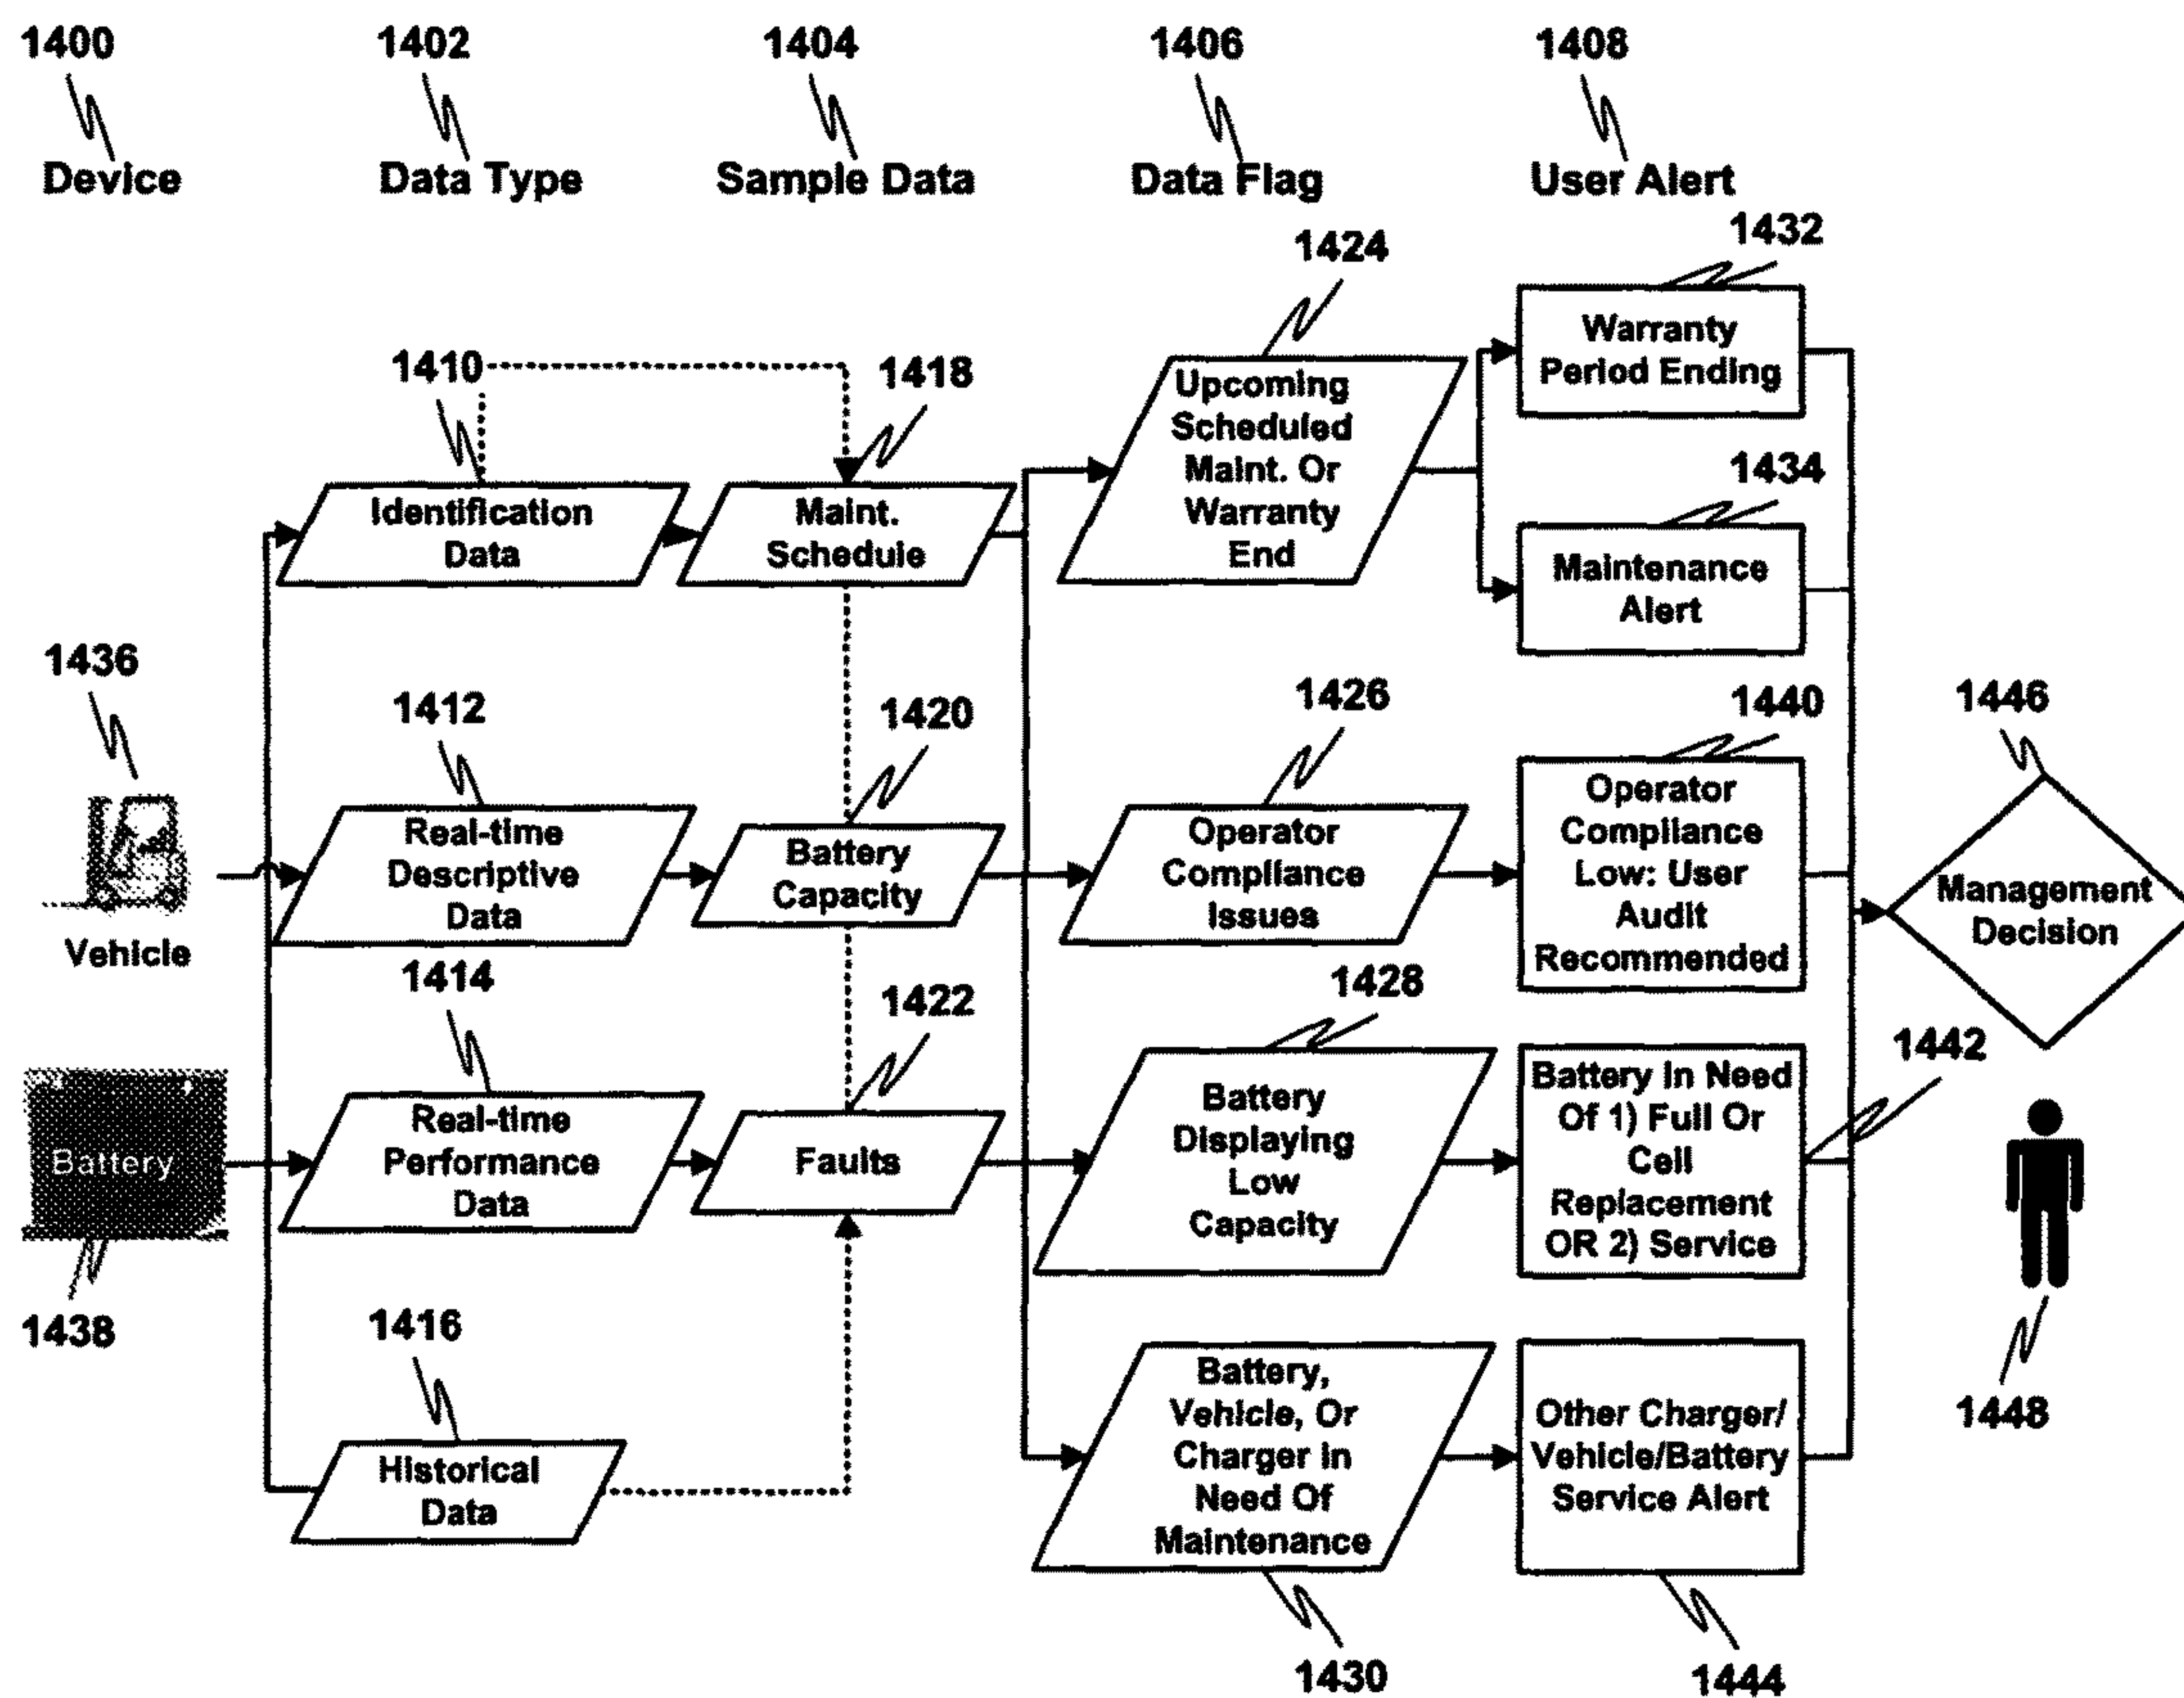 1400
1402
1404
1406
1408
Device
Data Type
Sample Data
Data Flag
User Alert
1432
1424
Warranty
Period Ending
1410
1418
Upcoming
Scheduled
Maint. Or
Warranty
End
1434
Identification
Data
Maint.
Schedule
Maintenance
Alert
1436
1412
1420
1426
1440
1446
Vehicle
Real-time
Descriptive
Data
Battery
Capacity
Operator
Compliance
Issues
Operator
Compliance
Low: User
Audit
Recommended
Management
Decision
1414
1422
1428
1442
Battery
Real-time
Performance
Data
Faults
Battery
Displaying
Low
Capacity
Battery In Need
Of 1) Full Or
Cell
Replacement
OR 2) Service
1438
1416
1448
Historical
Data
Battery,
Vehicle, Or
Charger in
Need Of
Maintenance
Other Charger/
Vehicle/Battery
Service Alert
1430
1444